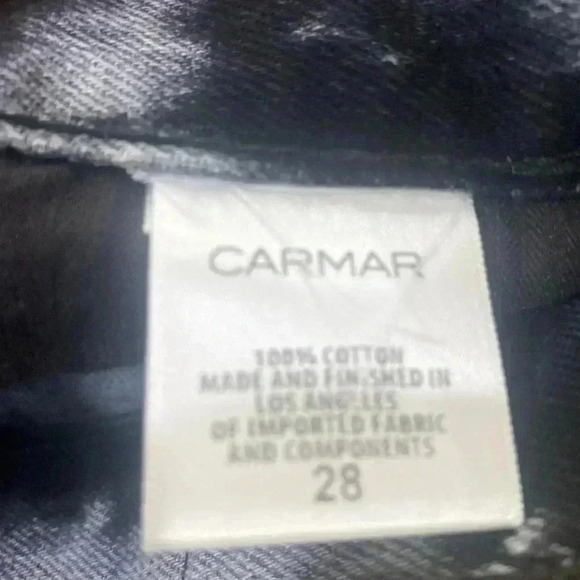 CARMAR
100% COTTON
MADE AND FINISHED IN
LOS ANGELES
OF IMPORTED FABRIC
AND COMPONENTS
28